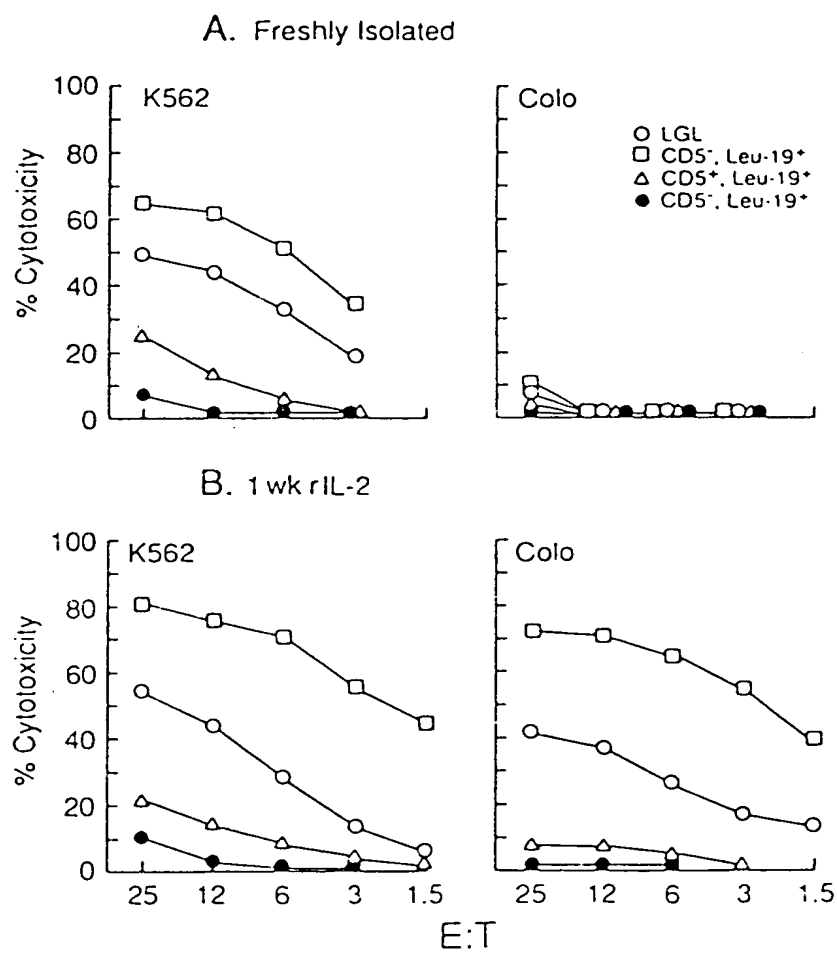 A. Freshly Isolated
K562
Colo
100
80
60
40
20
0
% Cytotoxicity
LGL
CD5⁻, Leu-19⁺
CD5⁺, Leu-19⁺
CD5⁻, Leu-19⁺
B. 1 wk rIL-2
K562
Colo
100
80
60
40
20
0
% Cytotoxicity
25 12 6 3 1.5
25 12 6 3 1.5
E:T